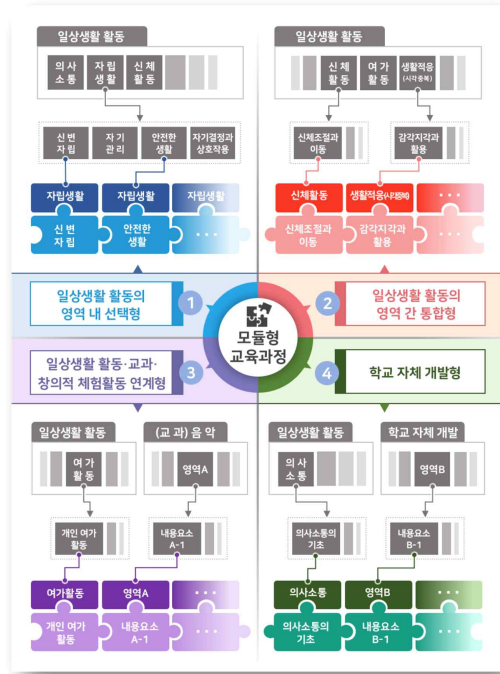 일상생활 활동
의 사
소 통
자 립
생 활
신 체
활 동
신 변
자 립
자 기
관 리
안전한
생 활
자기결정과
상호작용
자립생활
자립생활
자립생활
신 변
자 립
안전한
생 활
• • •
일상생활 활동
신 체
활 동
여 가
활 동
생활적응
(시각중복)
신체조절과
이동
감각지각과
활용
신체활동
생활적응(시각중복)
• • •
신체조절과
이동
감각지각과
활용
• • •
일상생활 활동의
영역 내 선택형
1
2
일상생활 활동의
영역 간 통합형
모듈형
교육과정
일상생활 활동·교과·
창의적 체험활동 연계형
3
4
학교 자체 개발형
일상생활 활동
여 가
활 동
(교 과) 음 악
영역A
개인 여가
활동
내용요소
A-1
여가활동
영역A
• • •
개인 여가
활동
내용요소
A-1
• • •
일상생활 활동
의 사
소 통
학교 자체 개발
영역B
의사소통의
기초
내용요소
B-1
의사소통
영역B
• • •
의사소통의
기초
내용요소
B-1
• • •